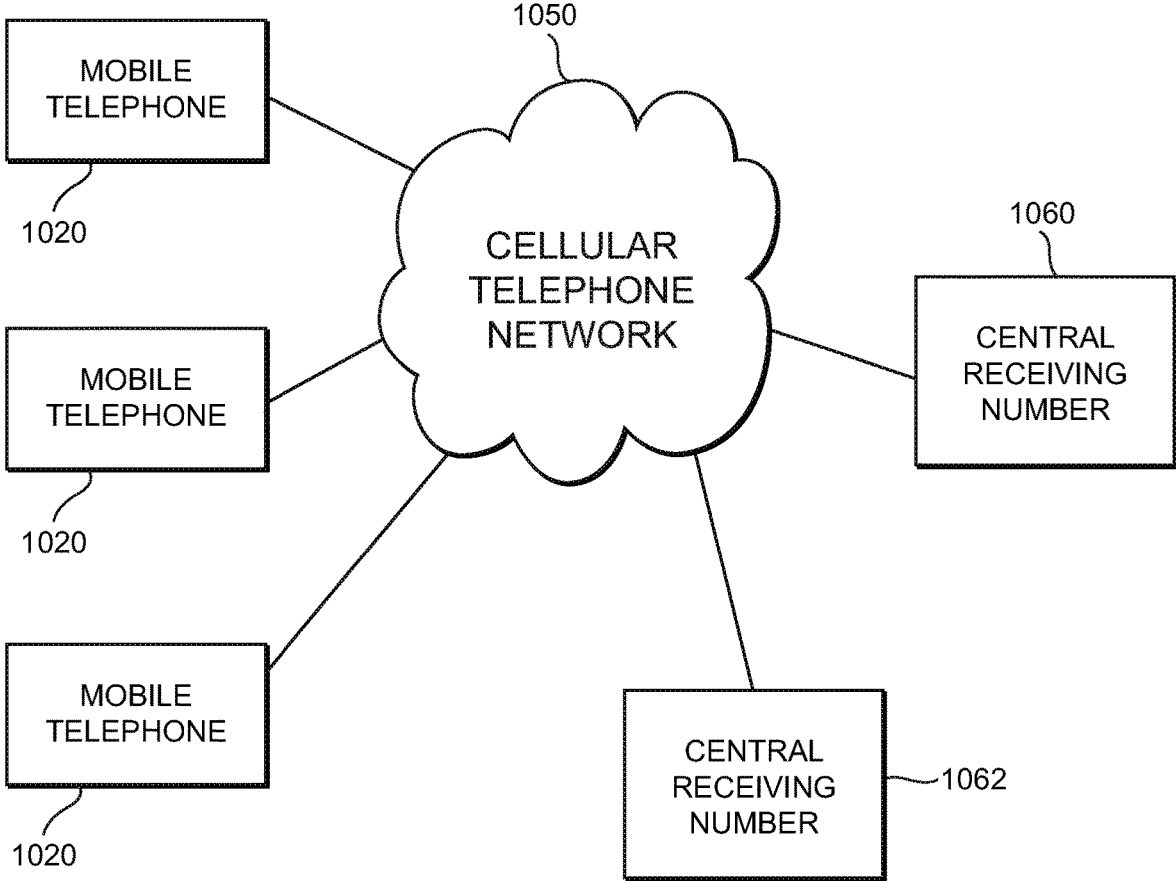 1050
MOBILE
TELEPHONE
1020
CELLULAR
TELEPHONE
NETWORK
1060
CENTRAL
RECEIVING
NUMBER
MOBILE
TELEPHONE
1020
MOBILE
TELEPHONE
1020
CENTRAL
RECEIVING
NUMBER
1062